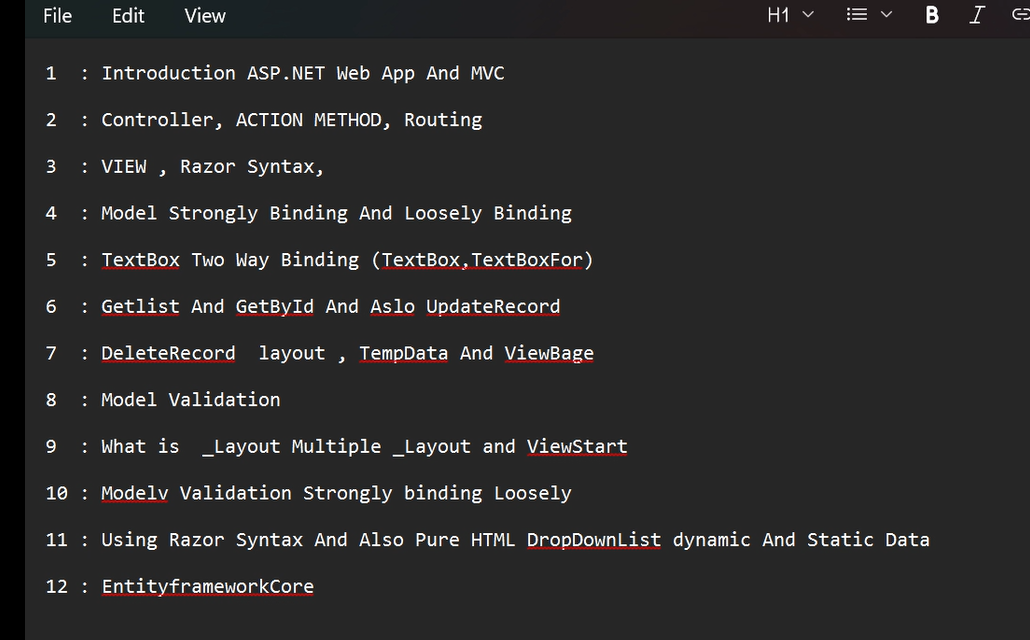 File Edit View H1 B I
1 : Introduction ASP.NET Web App And MVC
2 : Controller, ACTION METHOD, Routing
3 : VIEW , Razor Syntax,
4 : Model Strongly Binding And Loosely Binding
5 : TextBox Two Way Binding (TextBox,TextBoxFor)
6 : Getlist And GetById And Aslo UpdateRecord
7 : DeleteRecord  layout , TempData And ViewBage
8 : Model Validation
9 : What is  _Layout Multiple _Layout and ViewStart
10 : Modelv Validation Strongly binding Loosely
11 : Using Razor Syntax And Also Pure HTML DropDownList dynamic And Static Data
12 : EntityframeworkCore